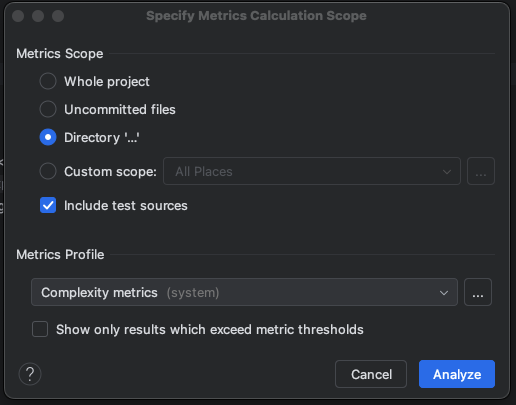 Specify Metrics Calculation Scope
Metrics Scope
Whole project
Uncommitted files
Directory '...'
Custom scope: All Places ...
Include test sources
Metrics Profile
Complexity metrics (system) ...
Show only results which exceed metric thresholds
? Cancel Analyze